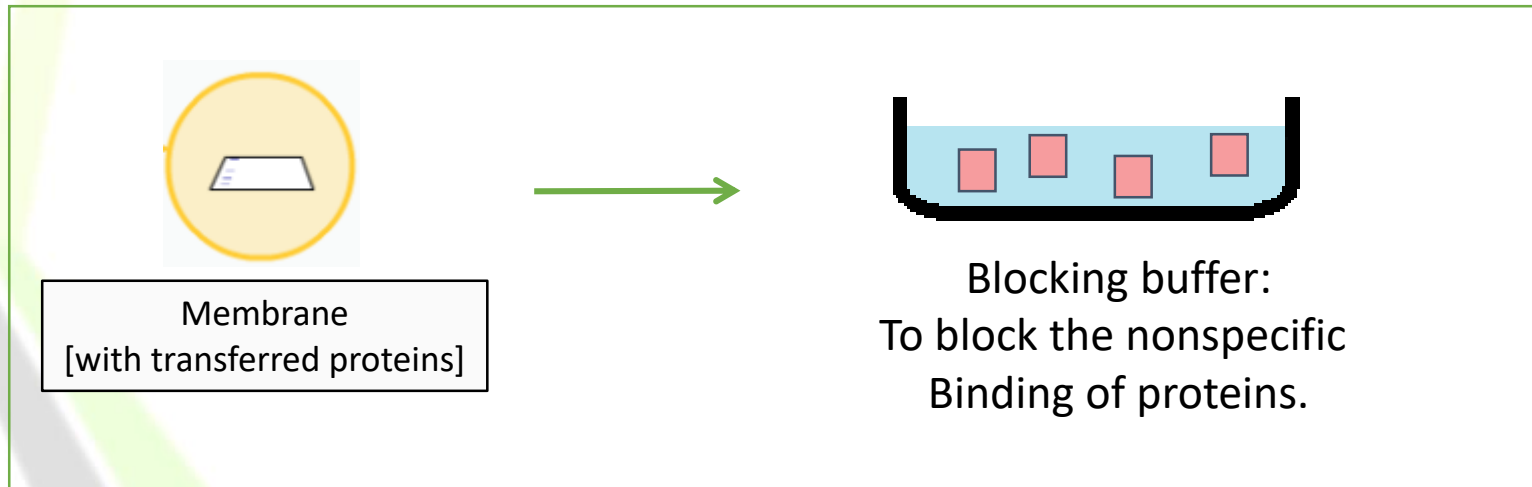 Membrane
[with transferred proteins]
Blocking buffer:
To block the nonspecific
Binding of proteins.